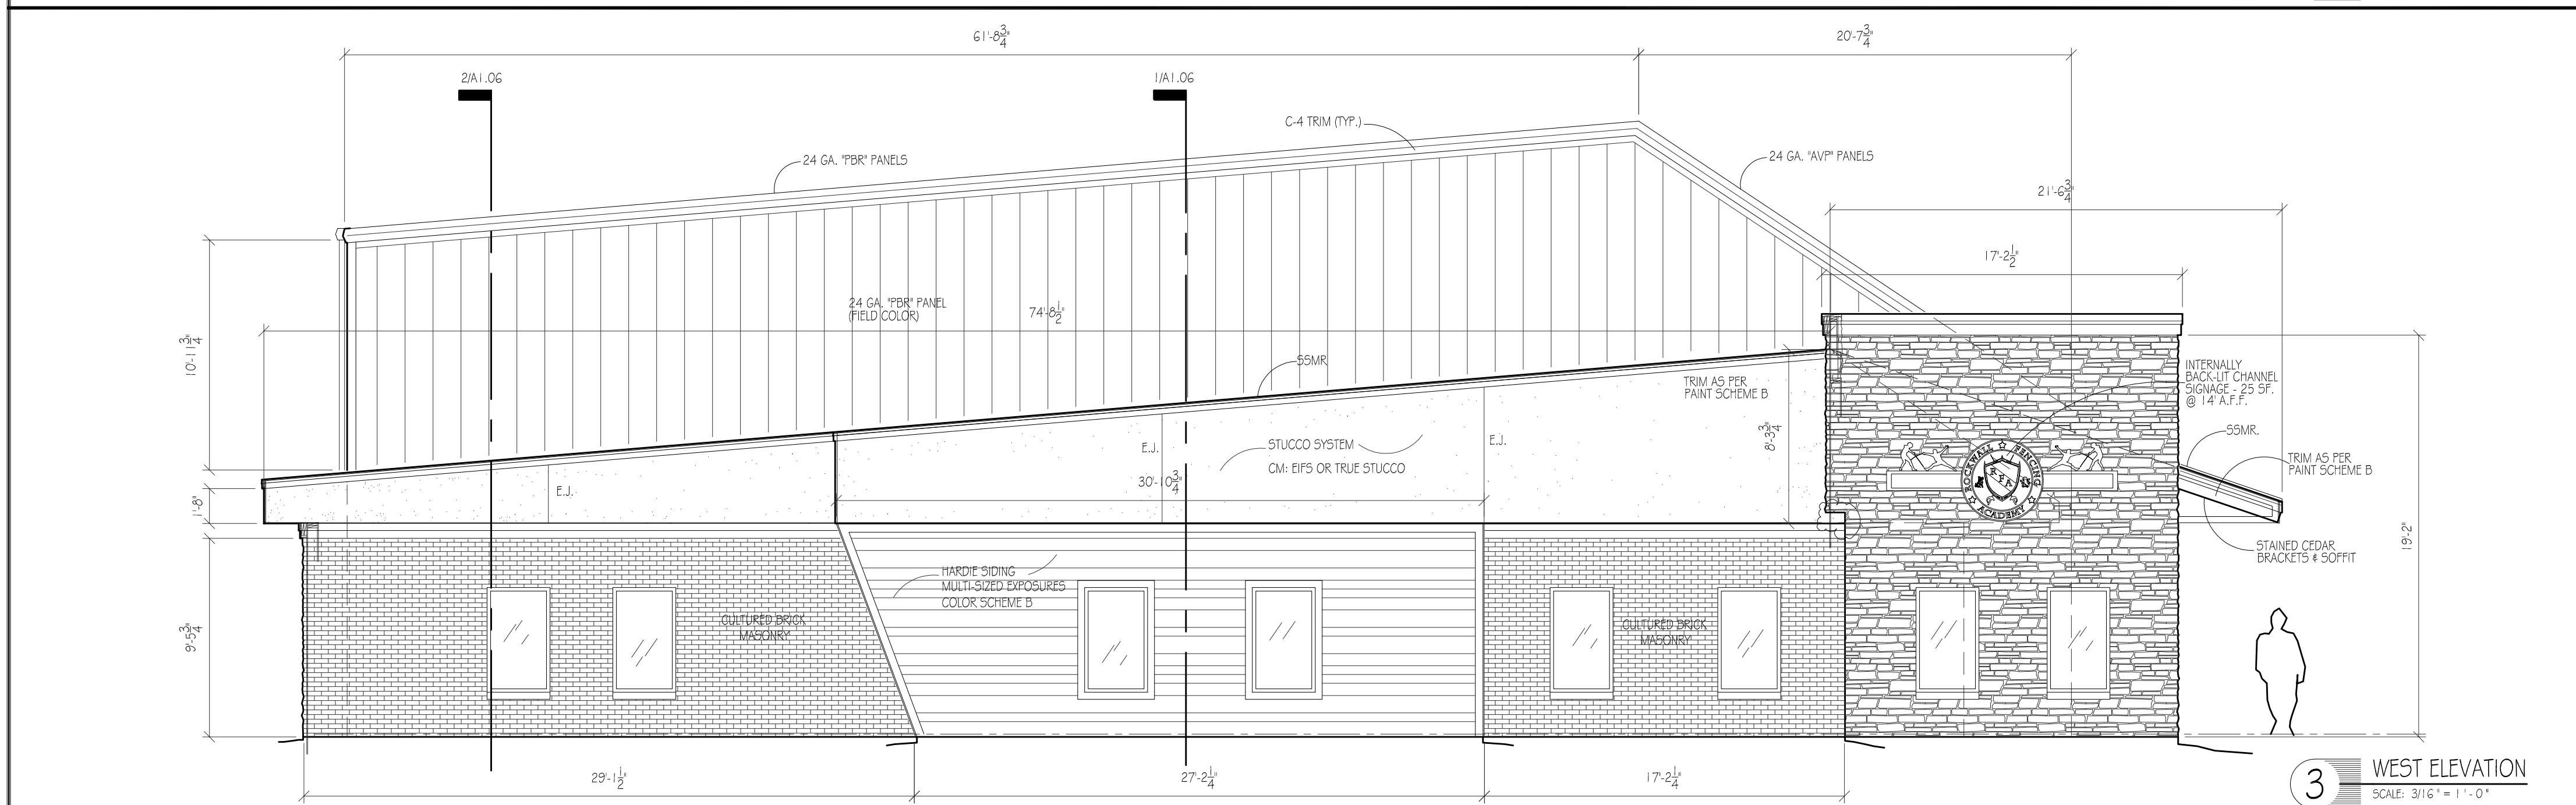 61'-8 3/4"
20'-7 3/4"
2/A1.06
1/A1.06
C-4 TRIM (TYP.)
24 GA. "PBR" PANELS
24 GA. "AVP" PANELS
21'-6 3/4"
17'-2 1/2"
24 GA. "PBR" PANEL
(FIELD COLOR)
74'-8 1/2"
10'-11 3/4"
SSMR
TRIM AS PER
PAINT SCHEME B
INTERNALLY
BACK-LIT CHANNEL
SIGNAGE - 25 SF.
@ 14' A.F.F.
8'-3 3/4"
E.J.
STUCCO SYSTEM
E.J.
SSMR.
CM: EIFS OR TRUE STUCCO
TRIM AS PER
PAINT SCHEME B
30'-10 3/4"
E.J.
ROCKWALL FENCING
R F A
ACADEMY
1'-8"
19'-2"
STAINED CEDAR
BRACKETS & SOFFIT
HARDIE SIDING
MULTI-SIZED EXPOSURES
COLOR SCHEME B
9'-5 3/4"
CULTURED BRICK
MASONRY
CULTURED BRICK
MASONRY
29'-1 1/2"
27'-2 1/4"
17'-2 1/4"
3
WEST ELEVATION
SCALE: 3/16" = 1'-0"